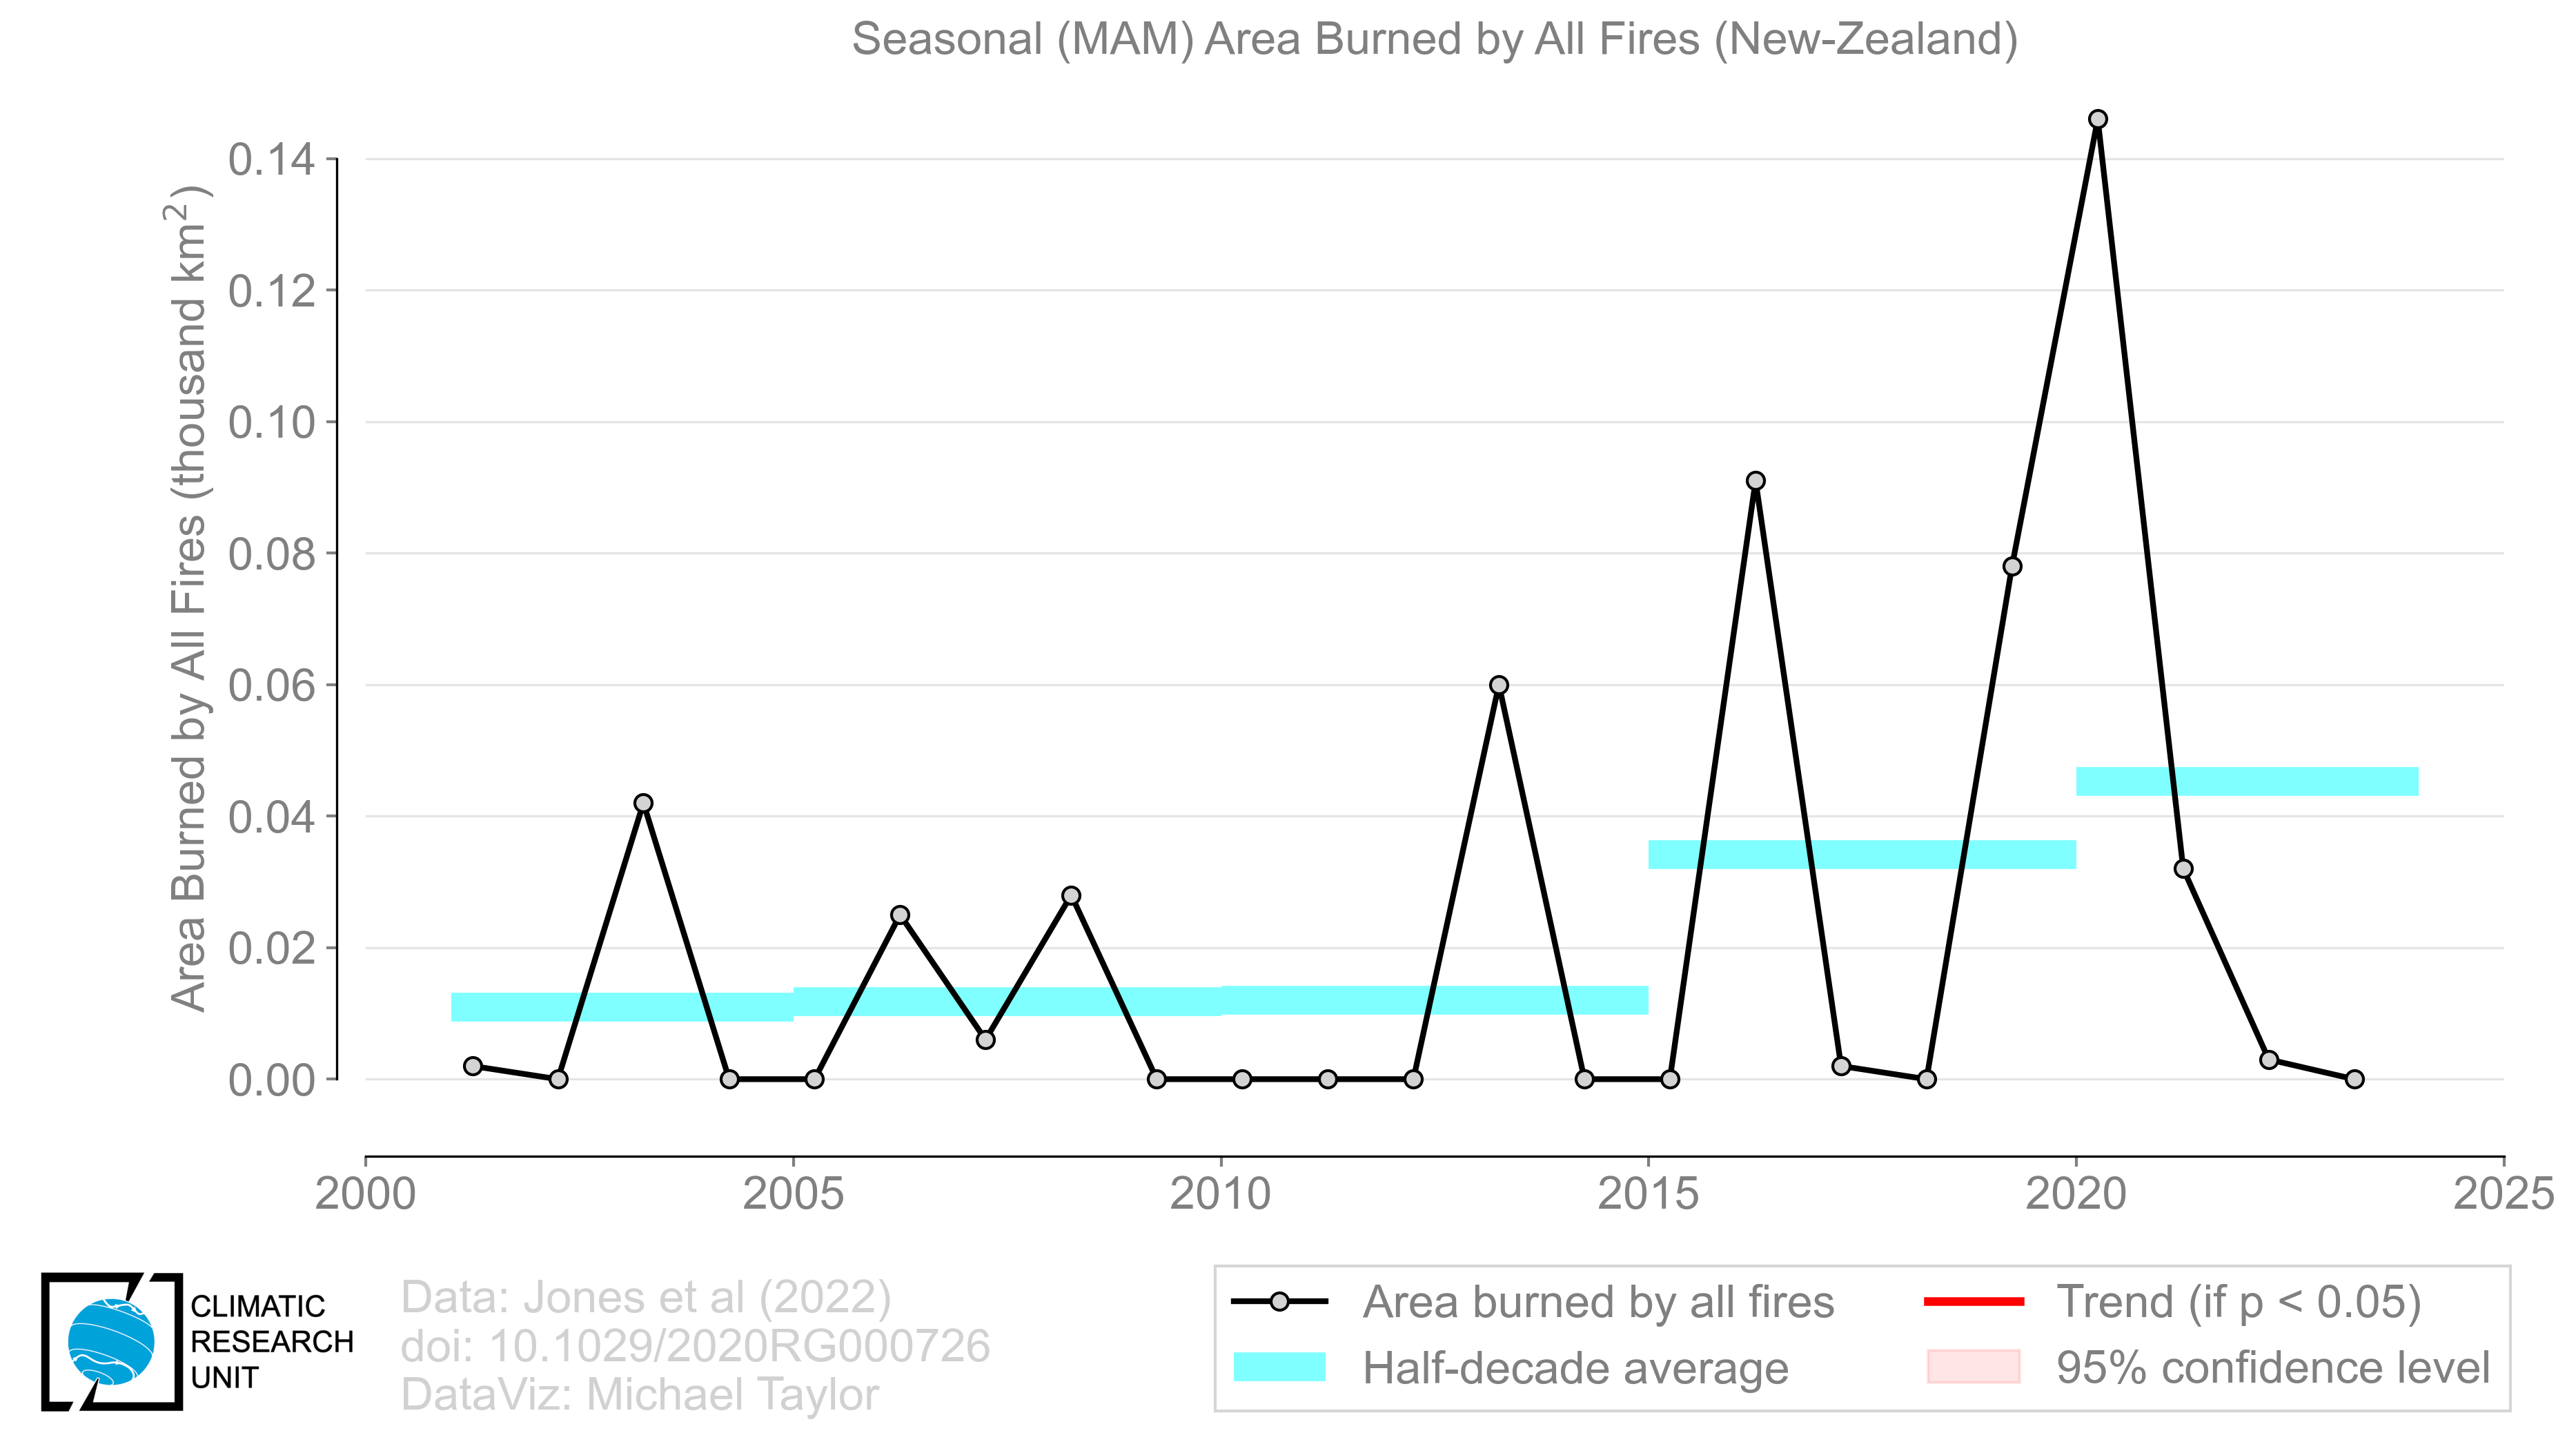 Seasonal (MAM) Area Burned by All Fires (New-Zealand)
Area Burned by All Fires (thousand km²)
0.14
0.12
0.10
0.08
0.06
0.04
0.02
0.00
2000 2005 2010 2015 2020 2025
CLIMATIC
RESEARCH
UNIT
Data: Jones et al (2022)
doi: 10.1029/2020RG000726
DataViz: Michael Taylor
Area burned by all fires
Half-decade average
Trend (if p < 0.05)
95% confidence level